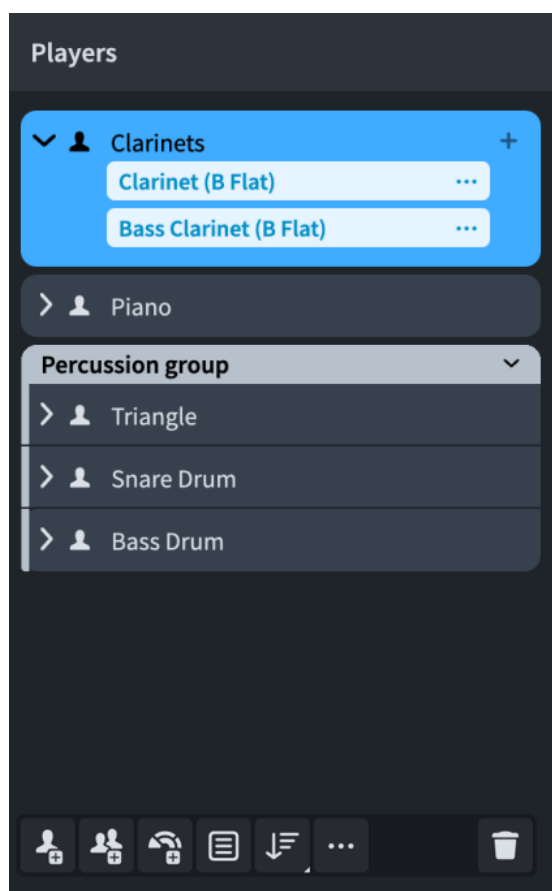 Players
Clarinets
Clarinet (B Flat)
Bass Clarinet (B Flat)
Piano
Percussion group
Triangle
Snare Drum
Bass Drum